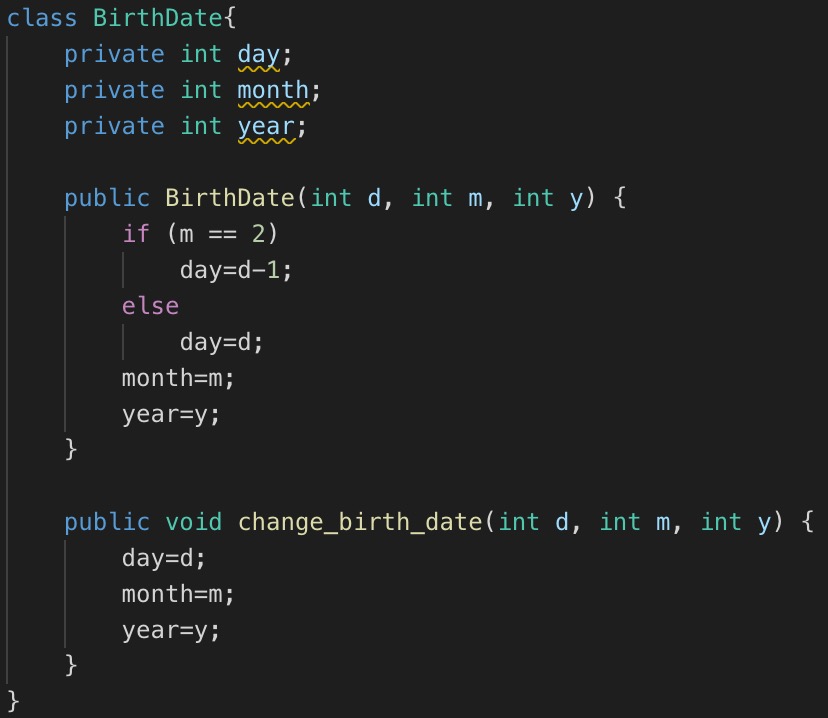 class BirthDate{
    private int day;
    private int month;
    private int year;

    public BirthDate(int d, int m, int y) {
        if (m == 2)
            day=d-1;
        else
            day=d;
        month=m;
        year=y;
    }

    public void change_birth_date(int d, int m, int y) {
        day=d;
        month=m;
        year=y;
    }
}